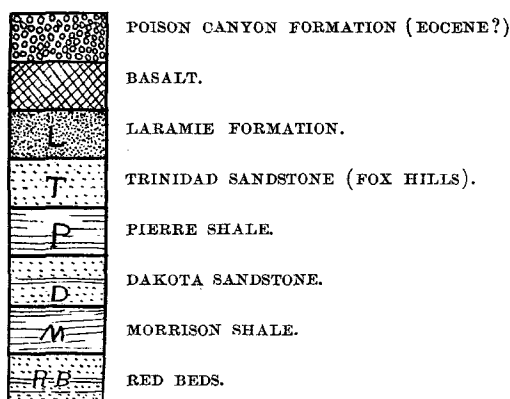 POISON CANYON FORMATION (EOCENE?)
BASALT.
L LARAMIE FORMATION.
T TRINIDAD SANDSTONE (FOX HILLS).
P PIERRE SHALE.
D DAKOTA SANDSTONE.
M MORRISON SHALE.
R B RED BEDS.